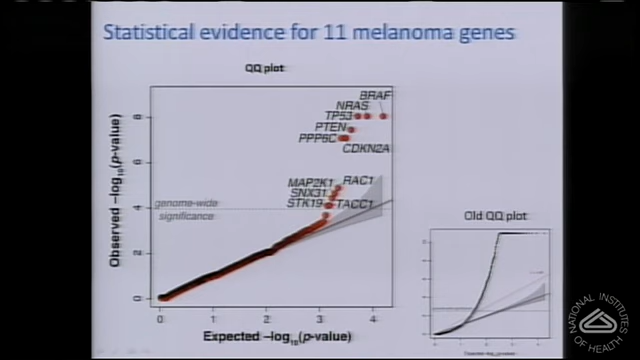 Statistical evidence for 11 melanoma genes
QQ plot
BRAF
NRAS
TP53
PTEN
PPP6C
CDKN2A
MAP2K1
RAC1
SNX31
STK19
TACC1
genome-wide
significance
Observed –log10(p-value)
8
6
4
2
0
0
1
2
3
4
Expected –log10(p-value)
Old QQ plot
NATIONAL INSTITUTES
OF HEALTH